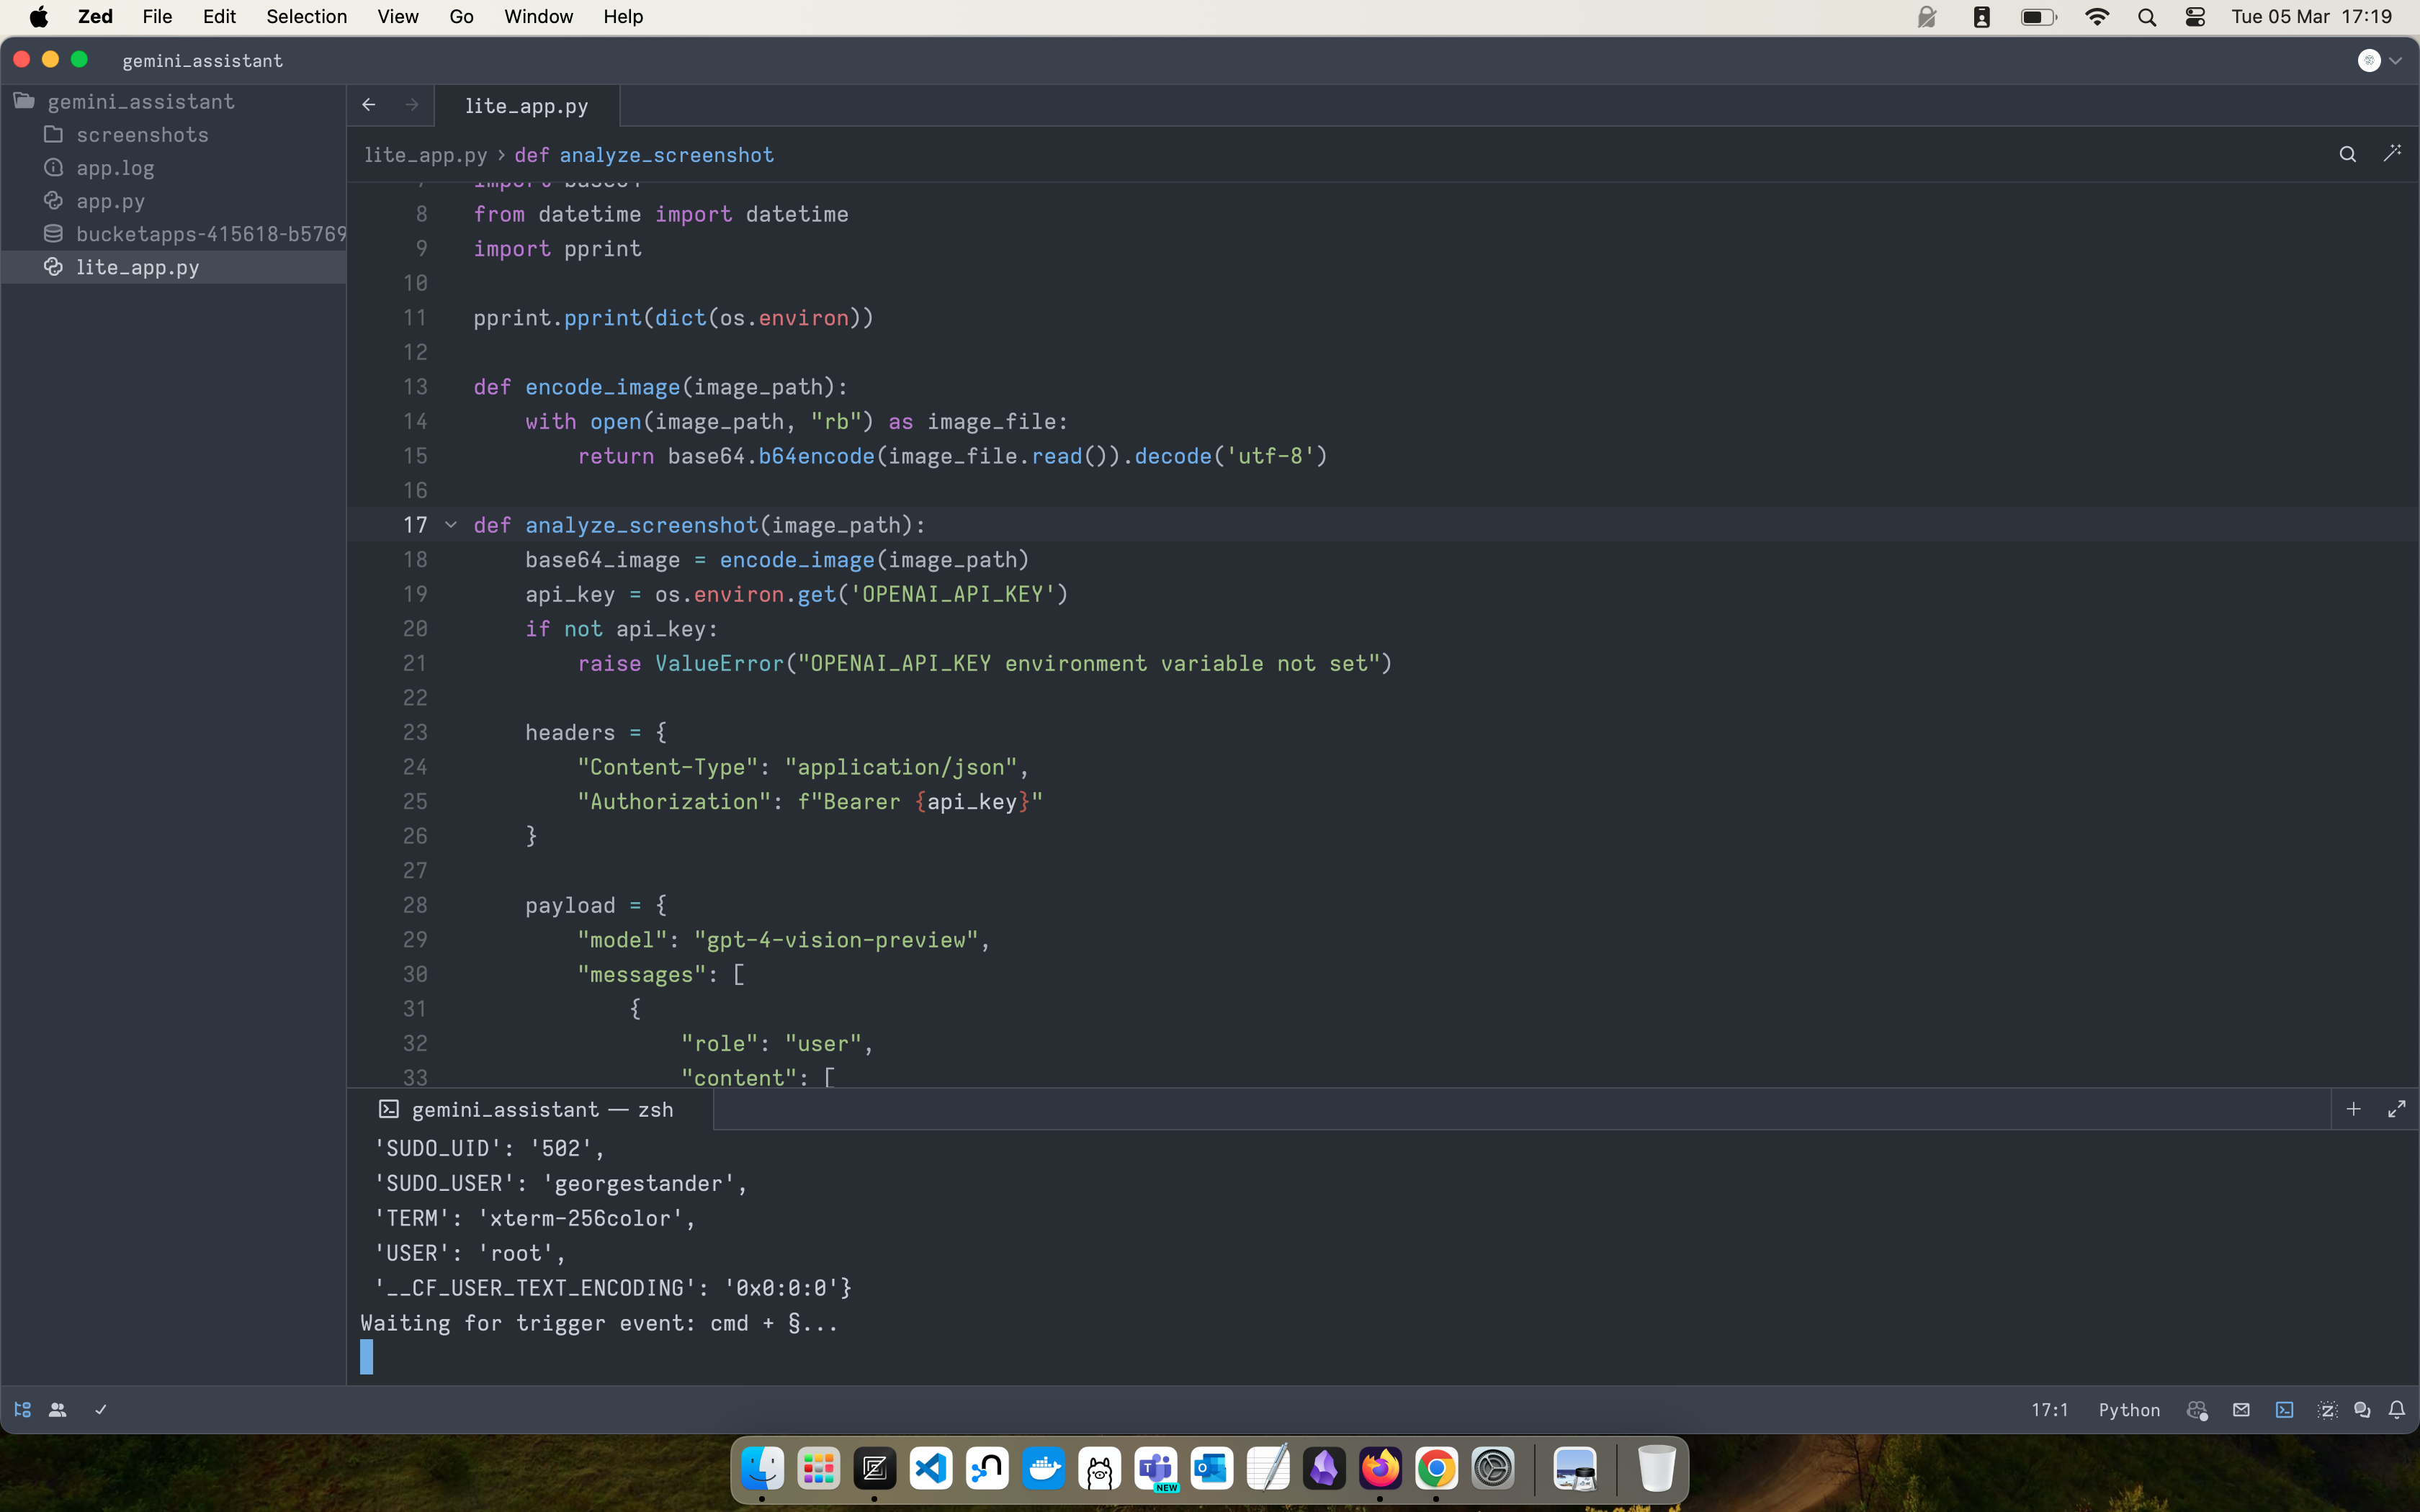 Zed File Edit Selection View Go Window Help Tue 05 Mar 17:19
gemini_assistant
gemini_assistant
screenshots
app.log
app.py
bucketapps-415618-b5769
lite_app.py
lite_app.py
lite_app.py › def analyze_screenshot
7 import base64
8 from datetime import datetime
9 import pprint
10
11 pprint.pprint(dict(os.environ))
12
13 def encode_image(image_path):
14 with open(image_path, "rb") as image_file:
15 return base64.b64encode(image_file.read()).decode('utf-8')
16
17 def analyze_screenshot(image_path):
18 base64_image = encode_image(image_path)
19 api_key = os.environ.get('OPENAI_API_KEY')
20 if not api_key:
21 raise ValueError("OPENAI_API_KEY environment variable not set")
22
23 headers = {
24 "Content-Type": "application/json",
25 "Authorization": f"Bearer {api_key}"
26 }
27
28 payload = {
29 "model": "gpt-4-vision-preview",
30 "messages": [
31 {
32 "role": "user",
33 "content": [
gemini_assistant — zsh
'SUDO_UID': '502',
'SUDO_USER': 'georgestander',
'TERM': 'xterm-256color',
'USER': 'root',
'__CF_USER_TEXT_ENCODING': '0x0:0:0'}
Waiting for trigger event: cmd + §...
17:1 Python
NEW